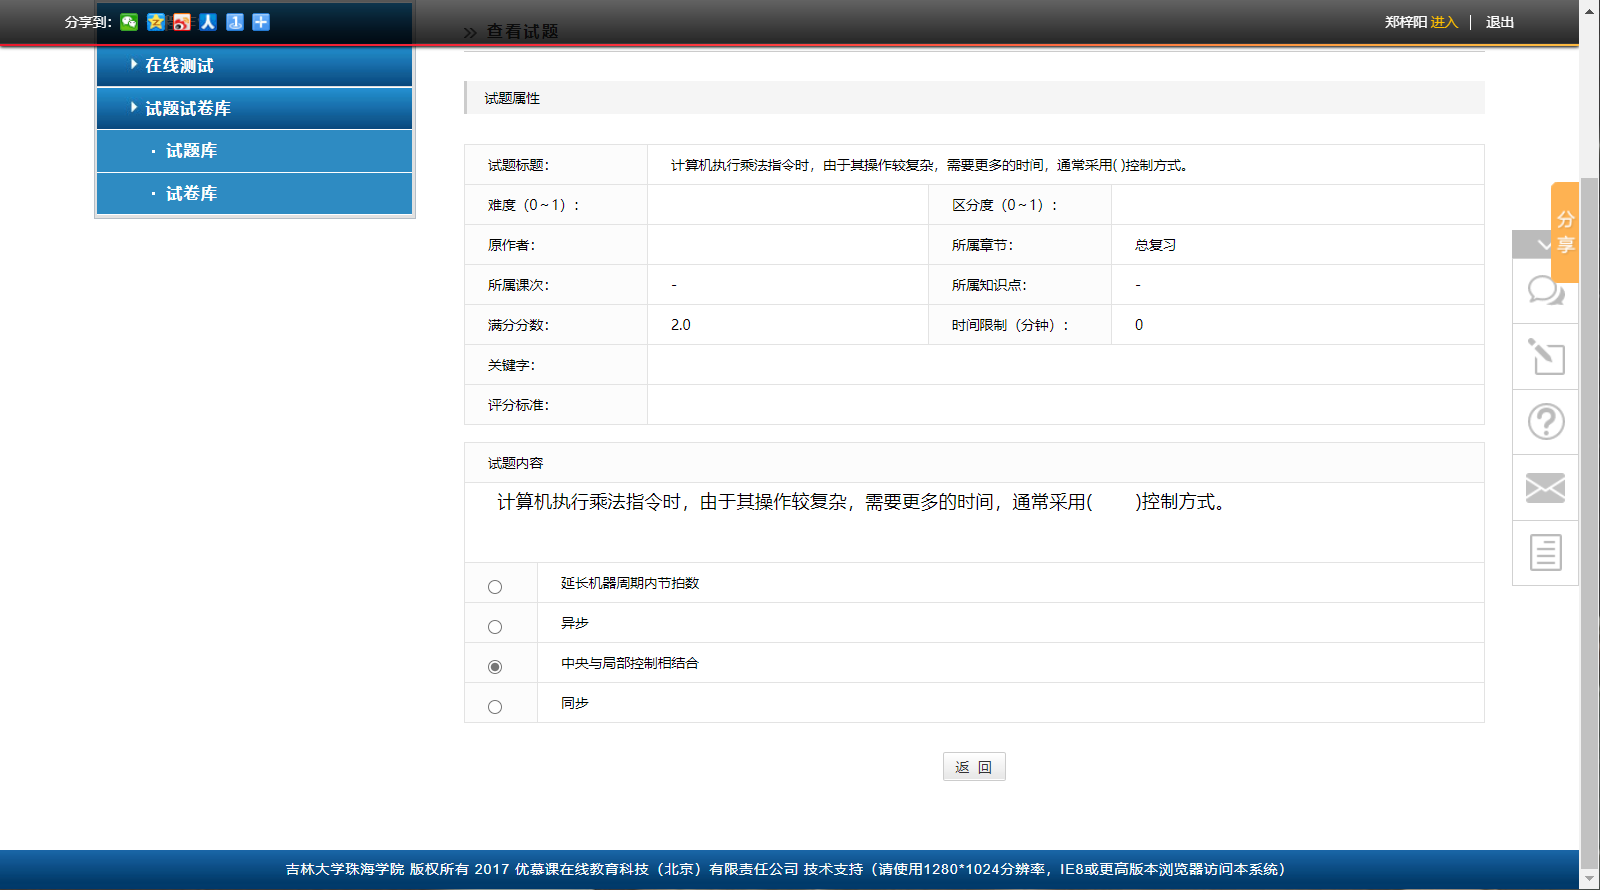 分享到：
郑梓阳 进入 | 退出
查看试题
在线测试
试题试卷库
· 试题库
· 试卷库
试题属性
试题标题： 计算机执行乘法指令时，由于其操作较复杂，需要更多的时间，通常采用( )控制方式。
难度（0～1）： 区分度（0～1）：
原作者： 所属章节： 总复习
所属课次： - 所属知识点： -
满分分数： 2.0 时间限制（分钟）： 0
关键字：
评分标准：
试题内容
计算机执行乘法指令时，由于其操作较复杂，需要更多的时间，通常采用( )控制方式。
延长机器周期内节拍数
异步
中央与局部控制相结合
同步
返 回
分享
吉林大学珠海学院 版权所有 2017 优慕课在线教育科技（北京）有限责任公司 技术支持（请使用1280*1024分辨率，IE8或更高版本浏览器访问本系统）